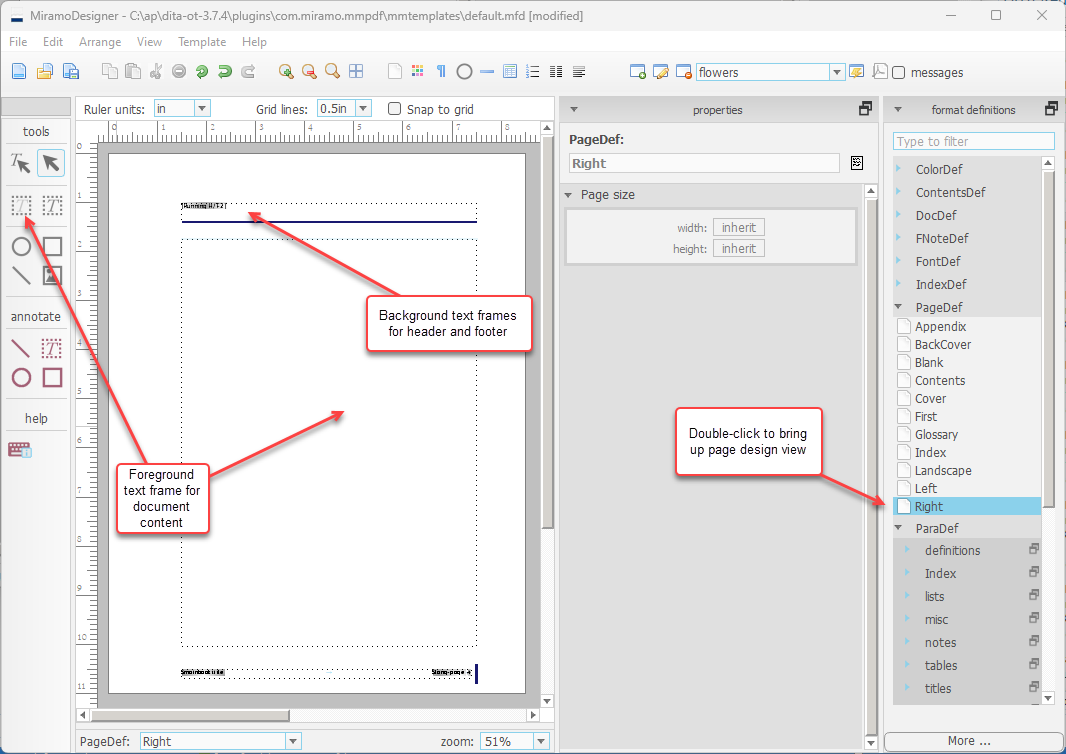 MiramoDesigner - C:\ap\dita-ot-3.7.4\plugins\com.miramo.mmpdf\mmtemplates\default.mfd [modified]
File Edit Arrange View Template Help
flowers messages
Ruler units: in Grid lines: 0.5in Snap to grid
tools
annotate
help
0 1 2 3 4 5 6 7 8
0
1
2
3
4
5
6
7
8
9
10
11
Background text frames
for header and footer
Foreground
text frame for
document
content
PageDef: Right zoom: 51%
properties
PageDef:
Right
Page size
width: inherit
height: inherit
Double-click to bring
up page design view
format definitions
Type to filter
ColorDef
ContentsDef
DocDef
FNoteDef
FontDef
IndexDef
PageDef
Appendix
BackCover
Blank
Contents
Cover
First
Glossary
Index
Landscape
Left
Right
ParaDef
definitions
Index
lists
misc
notes
tables
titles
More ...